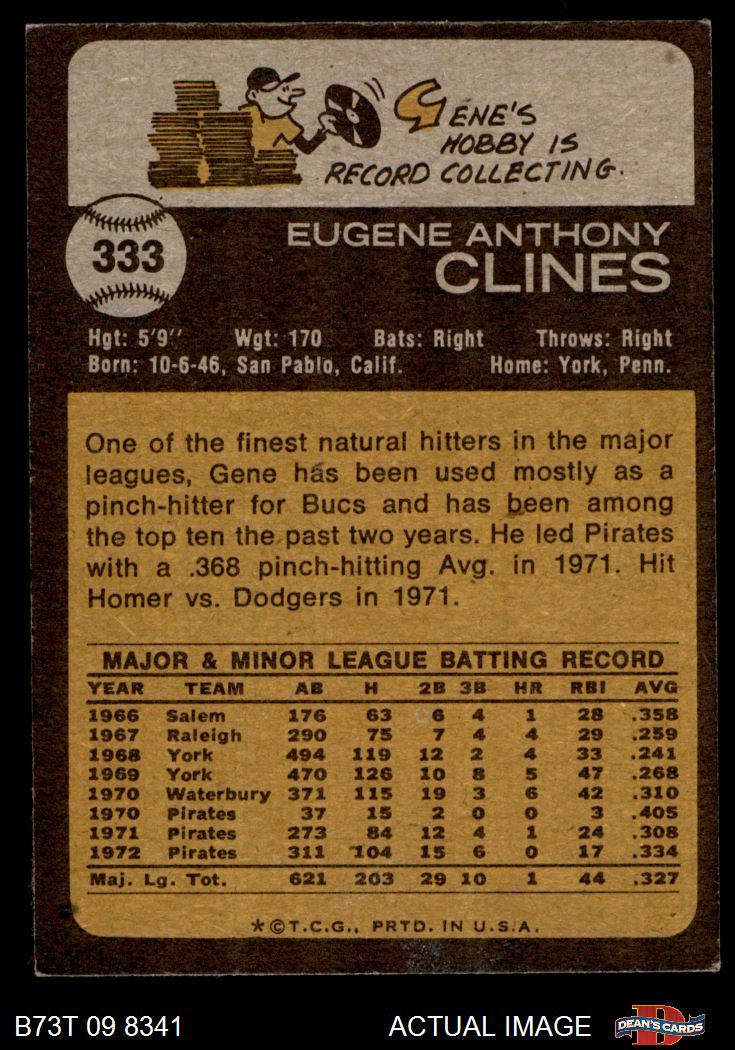 GENE'S
HOBBY IS
RECORD COLLECTING.
333
EUGENE ANTHONY
CLINES
Hgt: 5'9" Wgt: 170 Bats: Right Throws: Right
Born: 10-6-46, San Pablo, Calif. Home: York, Penn.
One of the finest natural hitters in the major
leagues, Gene has been used mostly as a
pinch-hitter for Bucs and has been among
the top ten the past two years. He led Pirates
with a .368 pinch-hitting Avg. in 1971. Hit
Homer vs. Dodgers in 1971.
MAJOR & MINOR LEAGUE BATTING RECORD
YEAR TEAM AB H 2B 3B HR RBI AVG
1966 Salem 176 63 6 4 1 28 .358
1967 Raleigh 290 75 7 4 4 29 .259
1968 York 494 119 12 2 4 33 .241
1969 York 470 126 10 8 5 47 .268
1970 Waterbury 371 115 19 3 6 42 .310
1970 Pirates 37 15 2 0 0 3 .405
1971 Pirates 273 84 12 4 1 24 .308
1972 Pirates 311 104 15 6 0 17 .334
Maj. Lg. Tot. 621 203 29 10 1 44 .327
*©T.C.G., PRTD. IN U.S.A.
B73T 09 8341 ACTUAL IMAGE
D
DEAN'S CARDS